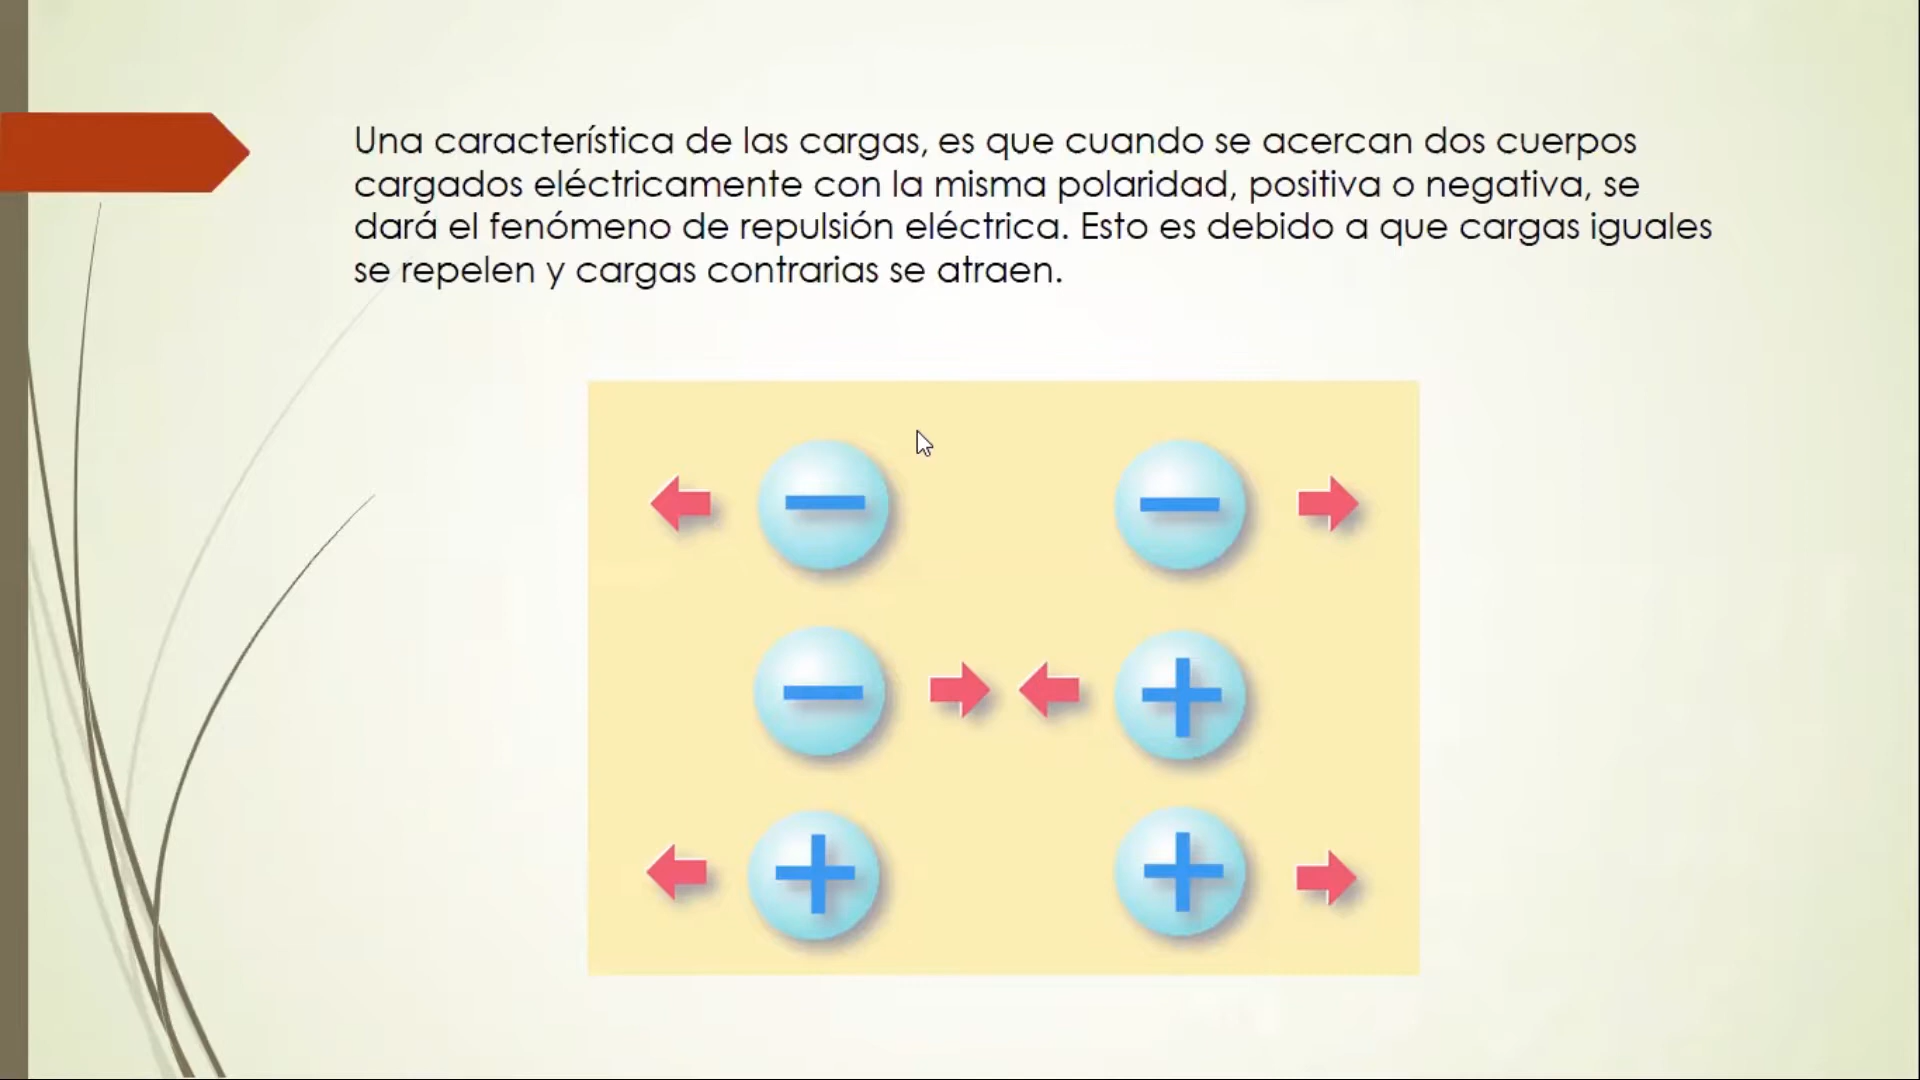 Una característica de las cargas, es que cuando se acercan dos cuerpos
cargados eléctricamente con la misma polaridad, positiva o negativa, se
dará el fenómeno de repulsión eléctrica. Esto es debido a que cargas iguales
se repelen y cargas contrarias se atraen.
− −
− +
+ +